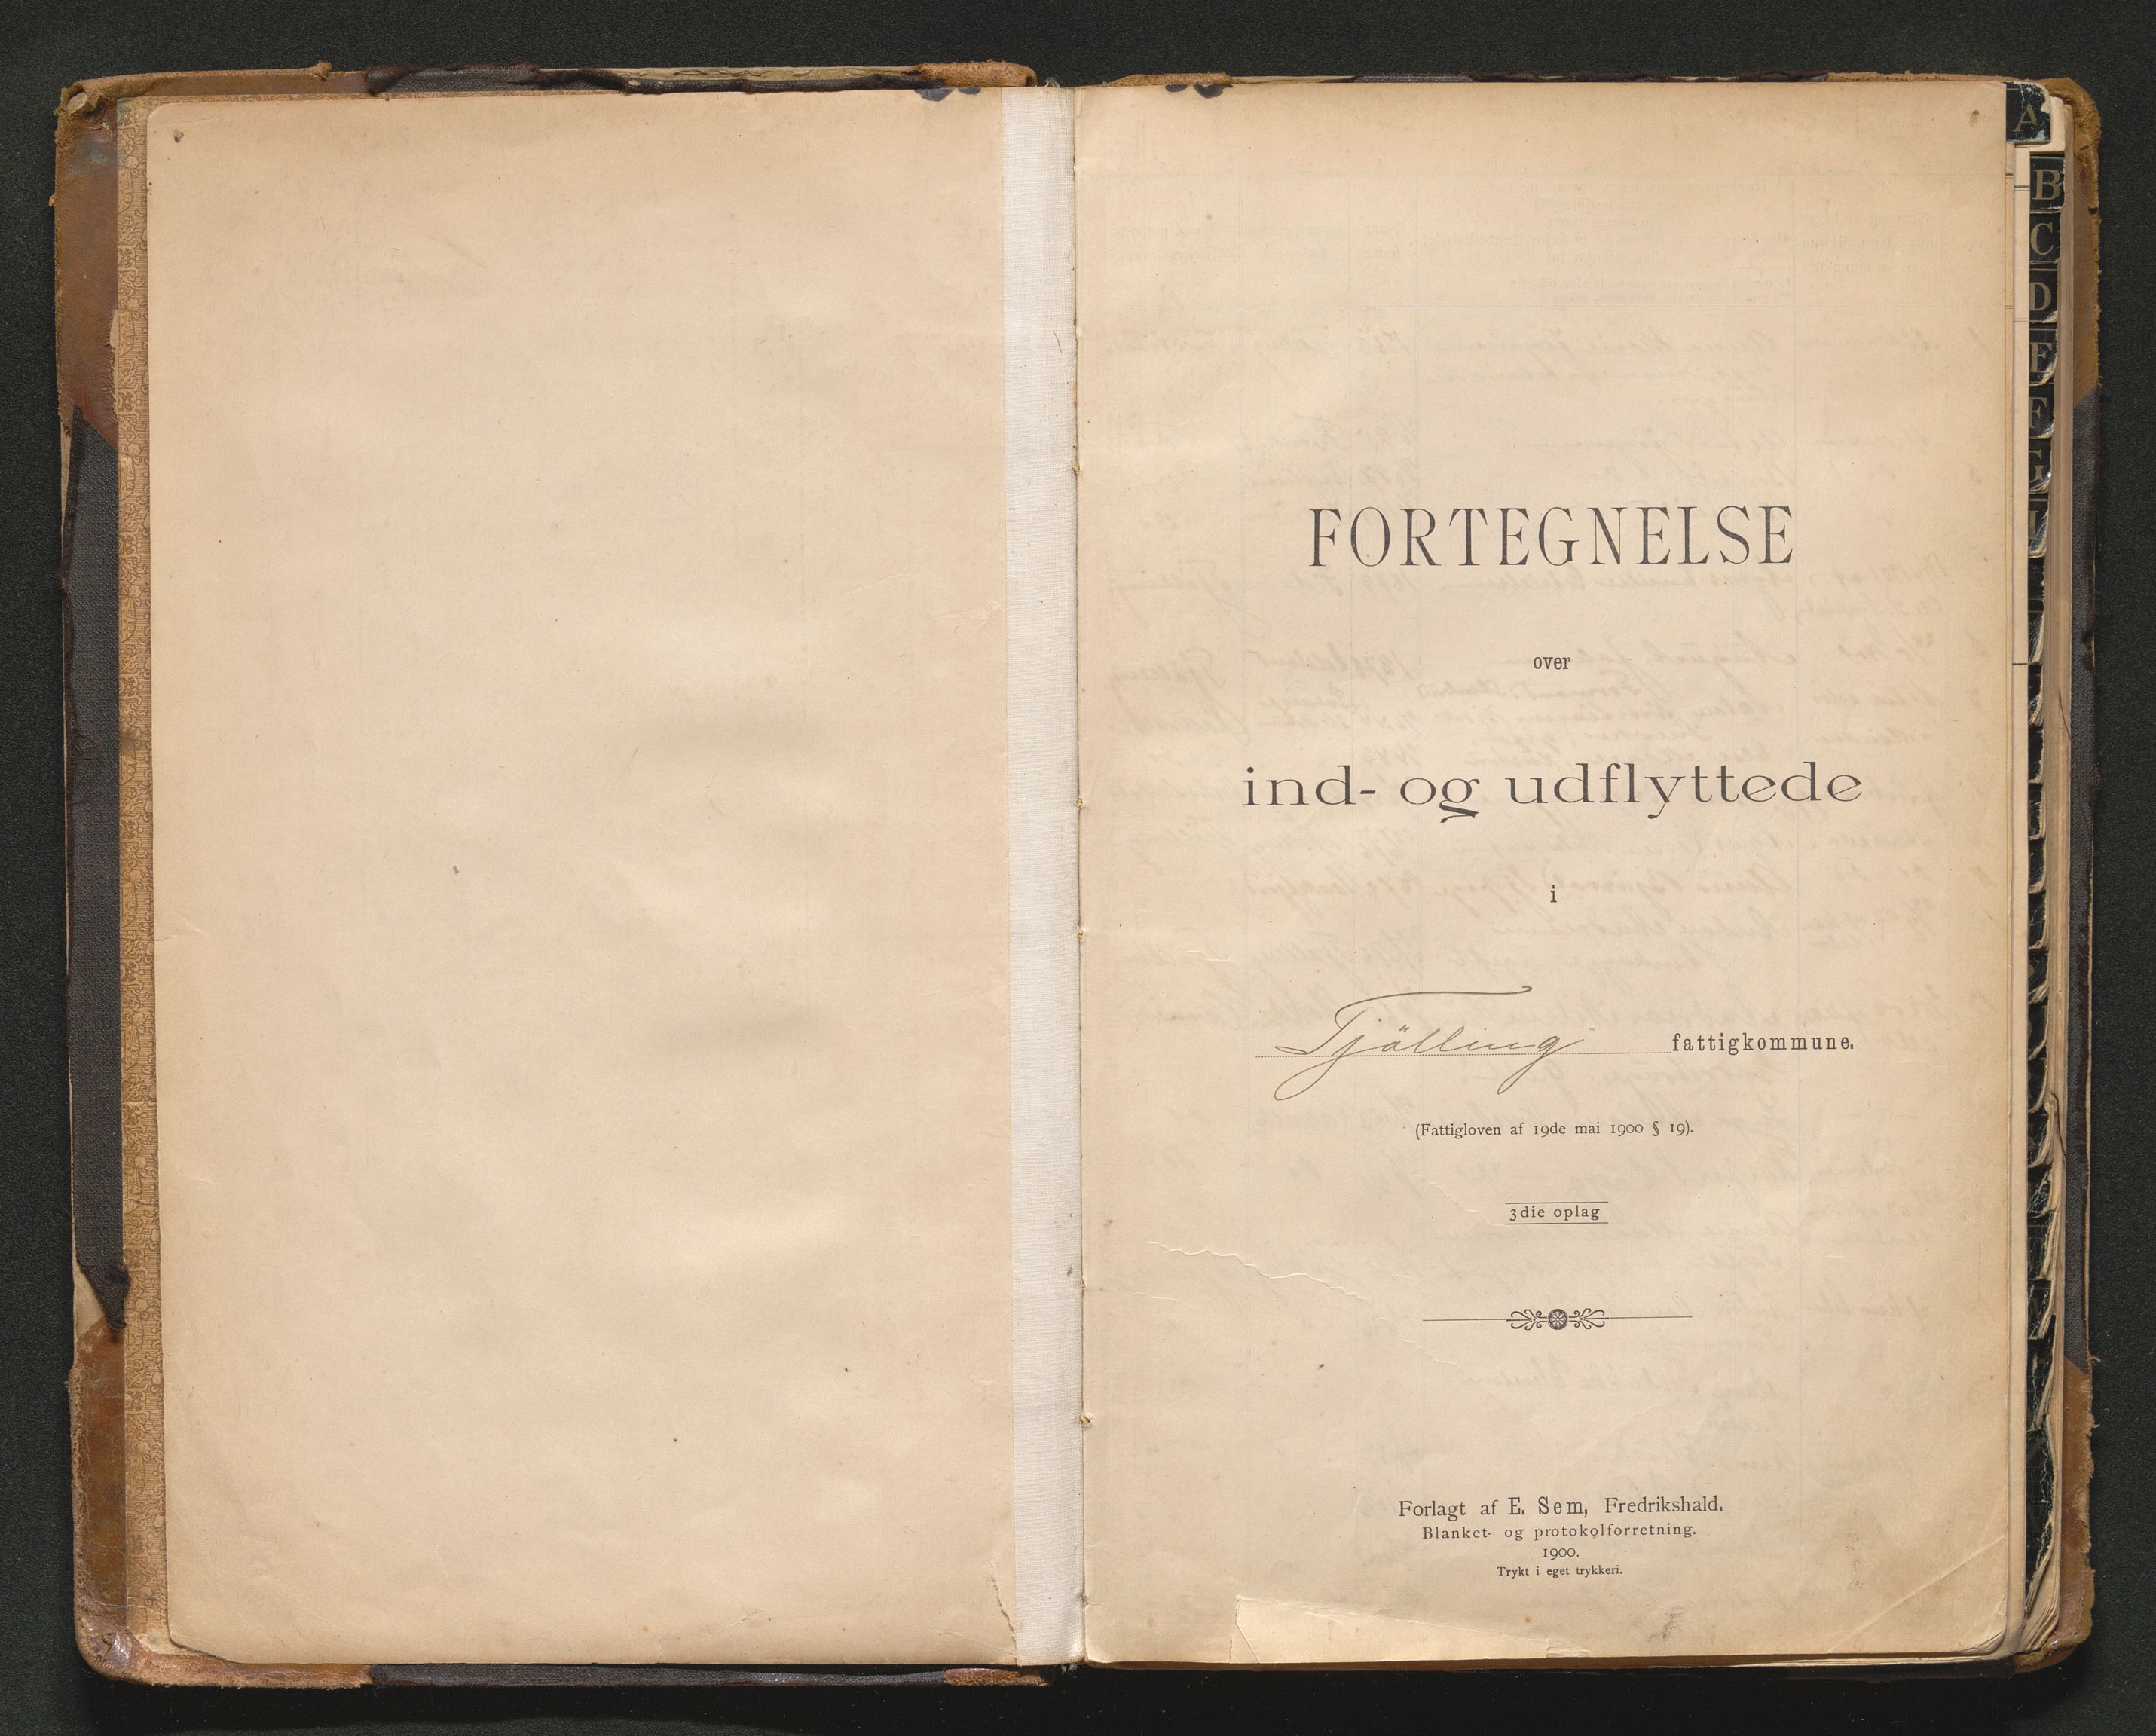 FORTEGNELSE
over
ind- og udflyttede
i
Tjölling fattigkommune.
(Fattigloven af 19de mai 1900 § 19).
3die oplag
Forlagt af E. Sem, Fredrikshald.
Blanket- og protokolforretning.
1900.
Trykt i eget trykkeri.
A
B
C
D
E
F
G